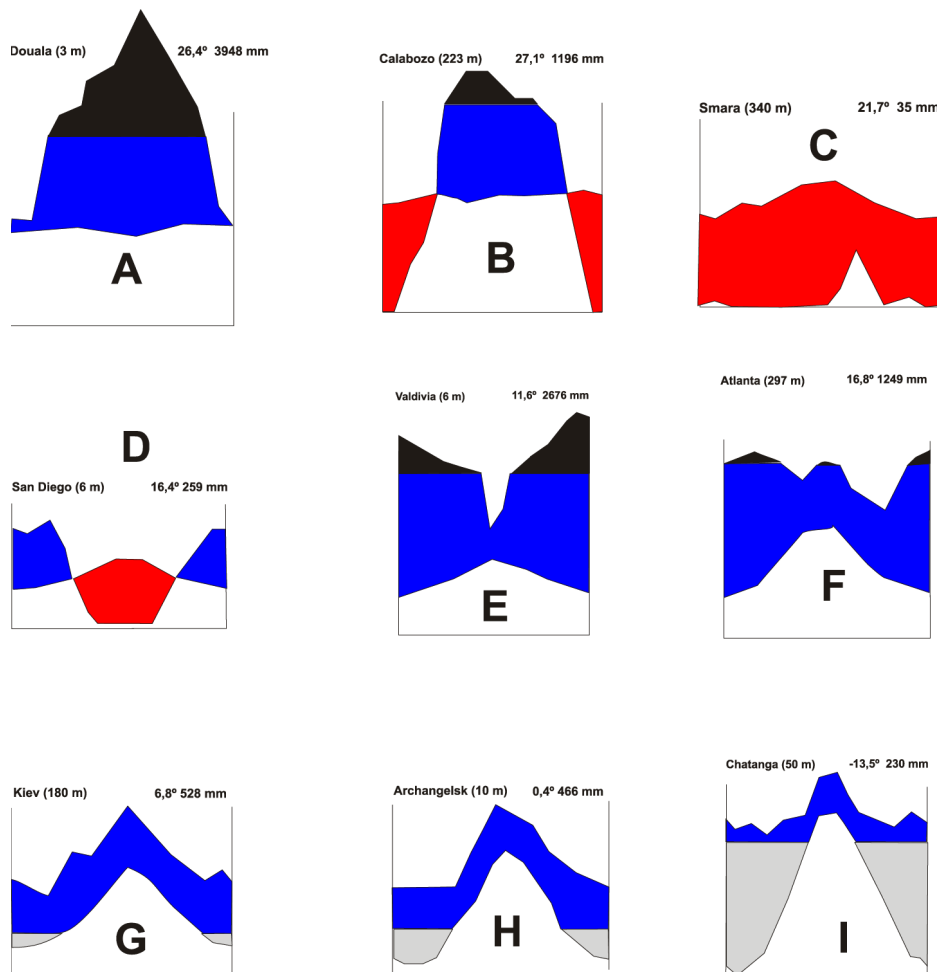 Douala (3 m) 26,4º 3948 mm
Calabozo (223 m) 27,1º 1196 mm
Smara (340 m) 21,7º 35 mm
A
B
C
D
San Diego (6 m) 16,4º 259 mm
Valdivia (6 m) 11,6º 2676 mm
Atlanta (297 m) 16,8º 1249 mm
E
F
Kiev (180 m) 6,8º 528 mm
Archangelsk (10 m) 0,4º 466 mm
Chatanga (50 m) -13,5º 230 mm
G
H
I